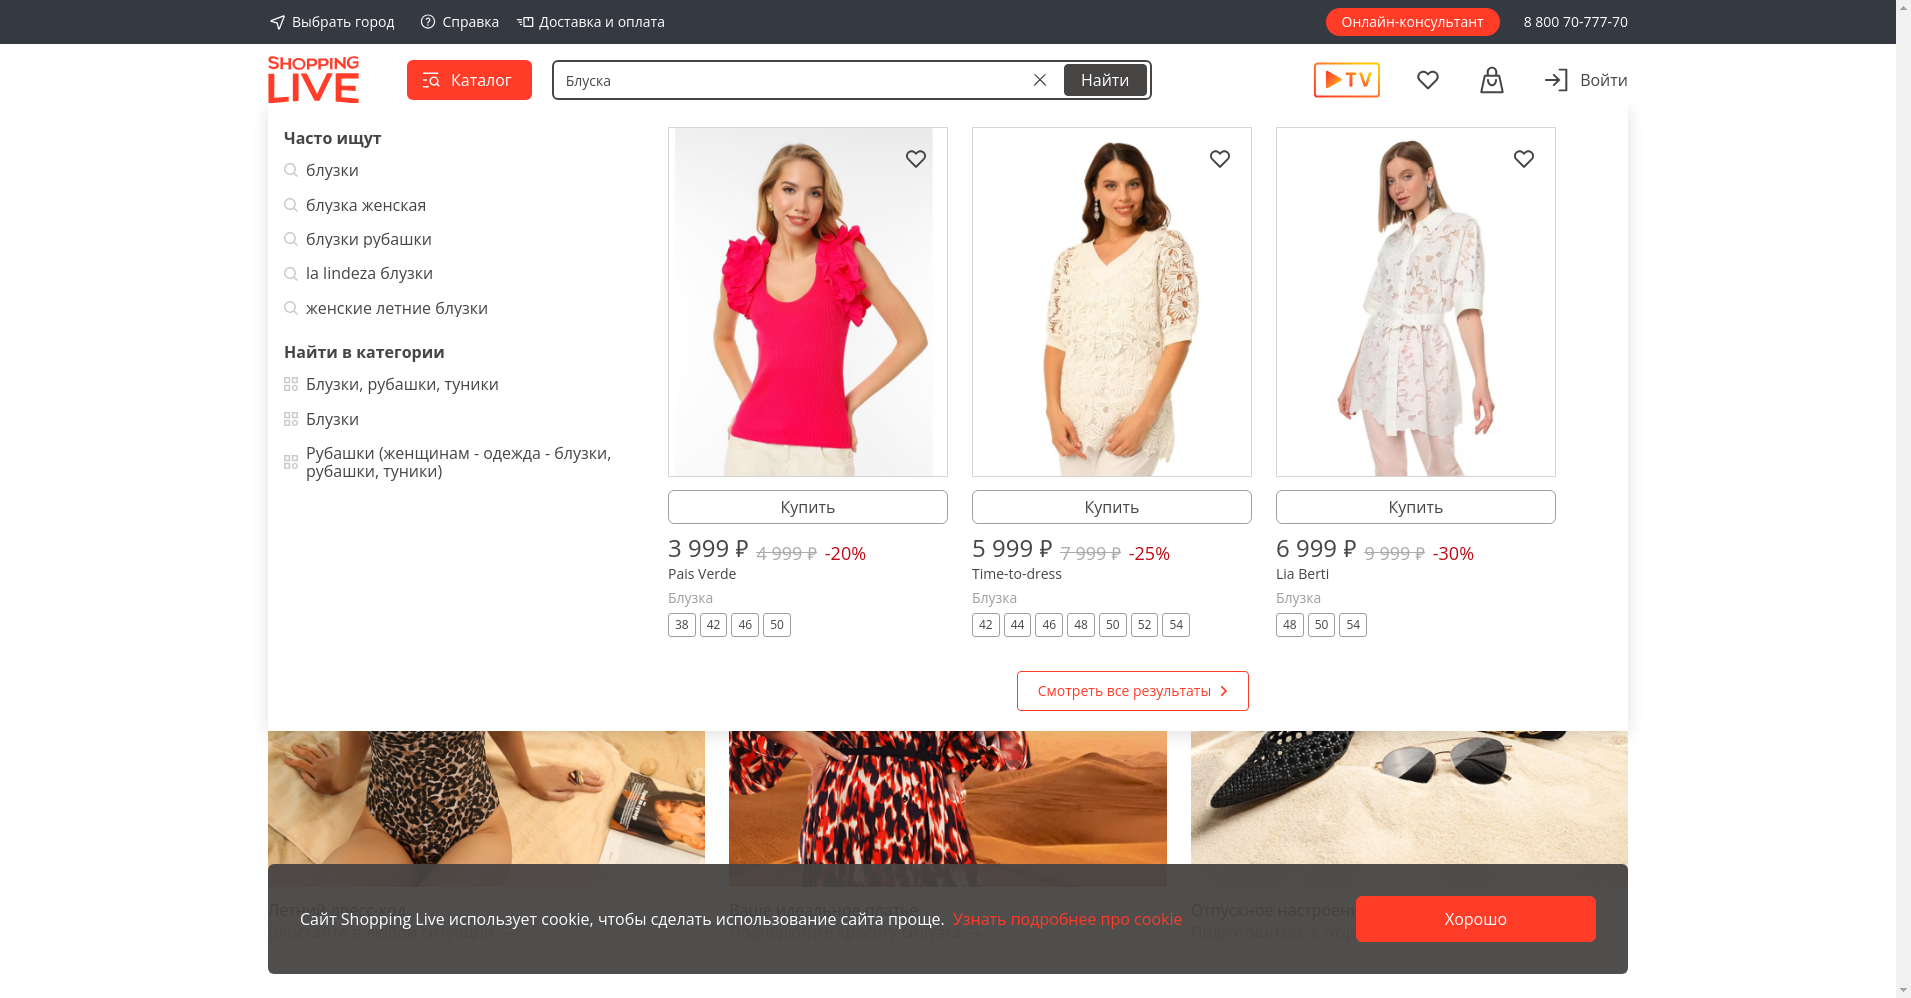 Выбрать город
Справка
Доставка и оплата
Онлайн-консультант
8 800 70-777-70
SHOPPING
LIVE
Каталог
Блуска
Найти
TV
Войти
Часто ищут
блузки
блузка женская
блузки рубашки
la lindeza блузки
женские летние блузки
Найти в категории
Блузки, рубашки, туники
Блузки
Рубашки (женщинам - одежда - блузки,
рубашки, туники)
Купить
3 999 ₽ 4 999 ₽ -20%
Pais Verde
Блузка
38 42 46 50
Купить
5 999 ₽ 7 999 ₽ -25%
Time-to-dress
Блузка
42 44 46 48 50 52 54
Купить
6 999 ₽ 9 999 ₽ -30%
Lia Berti
Блузка
48 50 54
Смотреть все результаты
Сайт Shopping Live использует cookie, чтобы сделать использование сайта проще. Узнать подробнее про cookie
Хорошо